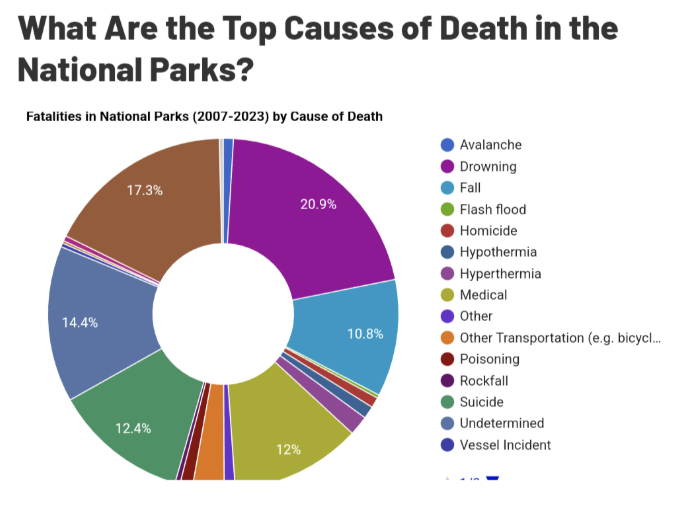 What Are the Top Causes of Death in the
National Parks?
Fatalities in National Parks (2007-2023) by Cause of Death
17.3%
20.9%
10.8%
14.4%
12.4%
12%
Avalanche
Drowning
Fall
Flash flood
Homicide
Hypothermia
Hyperthermia
Medical
Other
Other Transportation (e.g. bicycl...
Poisoning
Rockfall
Suicide
Undetermined
Vessel Incident